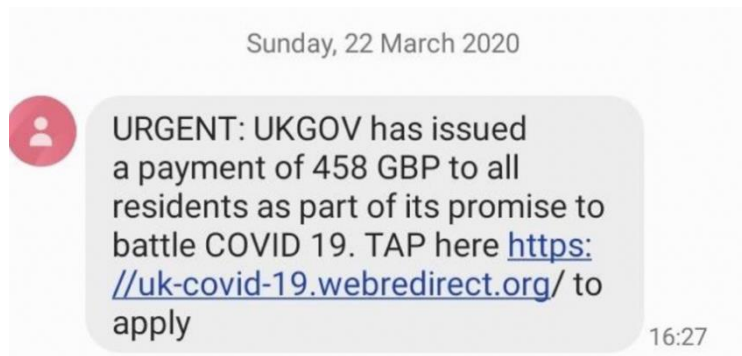 Sunday, 22 March 2020
URGENT: UKGOV has issued
a payment of 458 GBP to all
residents as part of its promise to
battle COVID 19. TAP here https:
//uk-covid-19.webredirect.org/ to
apply
16:27